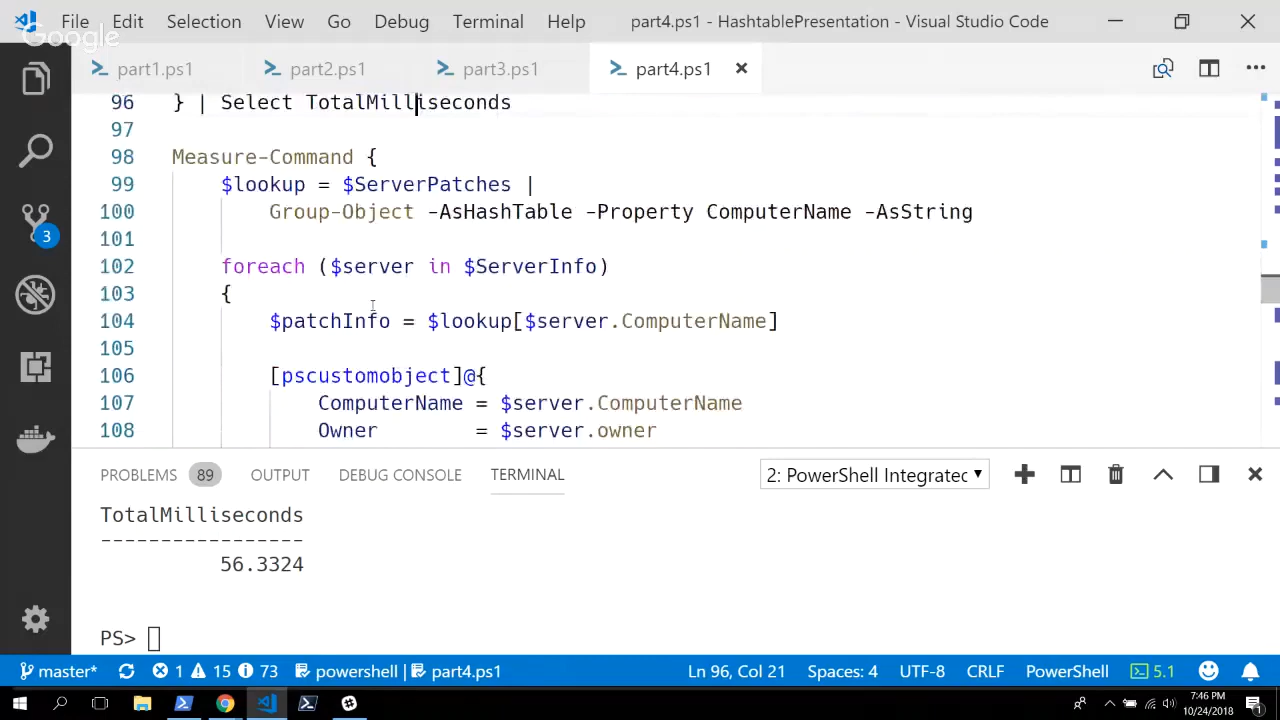 File Edit Selection View Go Debug Terminal Help part4.ps1 - HashtablePresentation - Visual Studio Code
Google
part1.ps1 part2.ps1 part3.ps1 part4.ps1
96 } | Select TotalMilliseconds
97
98 Measure-Command {
99 $lookup = $ServerPatches |
100 Group-Object -AsHashTable -Property ComputerName -AsString
101
102 foreach ($server in $ServerInfo)
103 {
104 $patchInfo = $lookup[$server.ComputerName]
105
106 [pscustomobject]@{
107 ComputerName = $server.ComputerName
108 Owner = $server.owner
3
PROBLEMS 89 OUTPUT DEBUG CONSOLE TERMINAL 2: PowerShell Integratec
TotalMilliseconds
-----------------
56.3324
PS>
master* 1 15 73 powershell | part4.ps1 Ln 96, Col 21 Spaces: 4 UTF-8 CRLF PowerShell 5.1
7:46 PM
10/24/2018
1